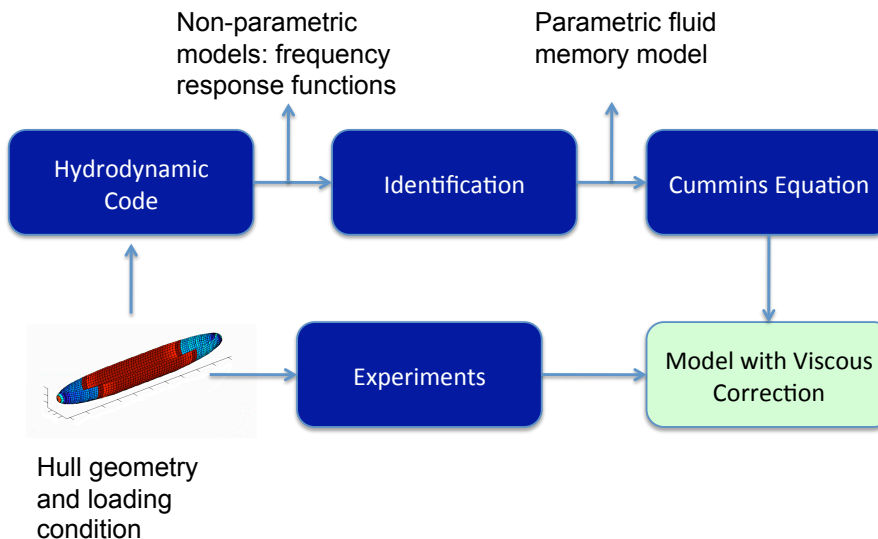 Non-parametric
models: frequency
response functions
Parametric fluid
memory model
Hydrodynamic
Code
Identification
Cummins Equation
Experiments
Model with Viscous
Correction
Hull geometry
and loading
condition